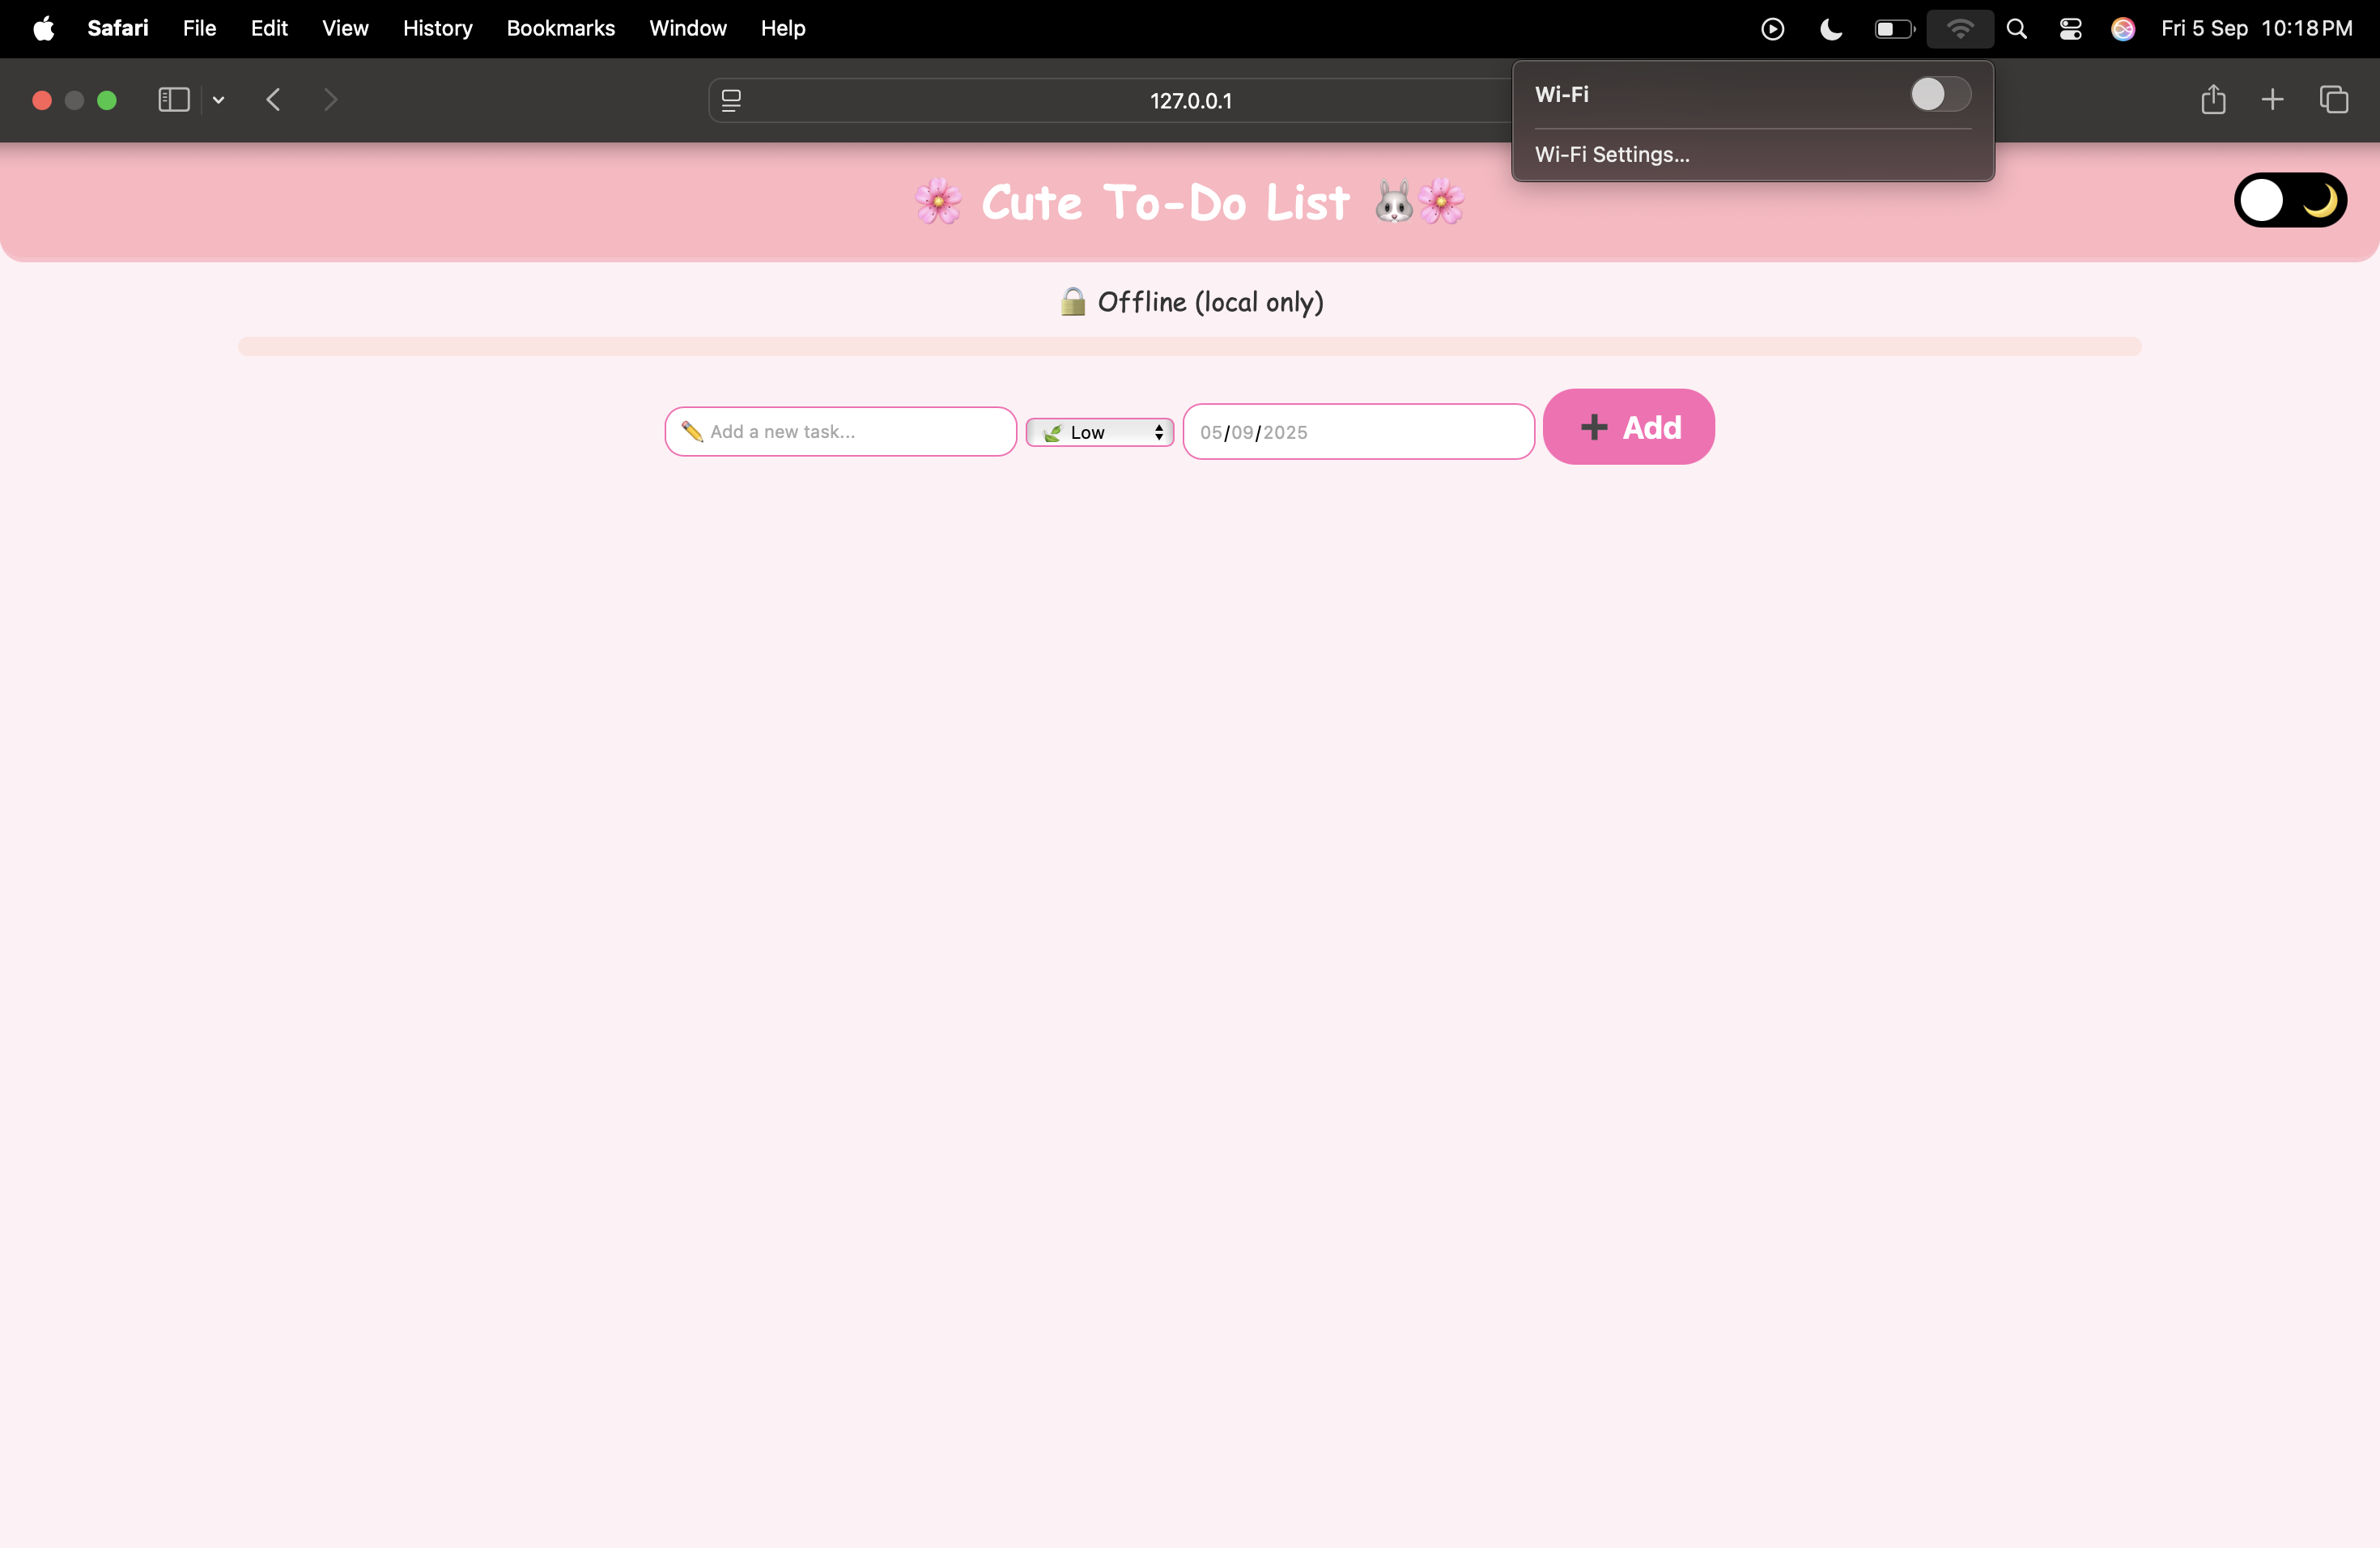 Safari File Edit View History Bookmarks Window Help Fri 5 Sep 10:18 PM
127.0.0.1
Wi-Fi
Wi-Fi Settings...
🌸 Cute To-Do List 🐰🌸
🔒 Offline (local only)
✏️ Add a new task... 🌿 Low 05/09/2025 ➕ Add